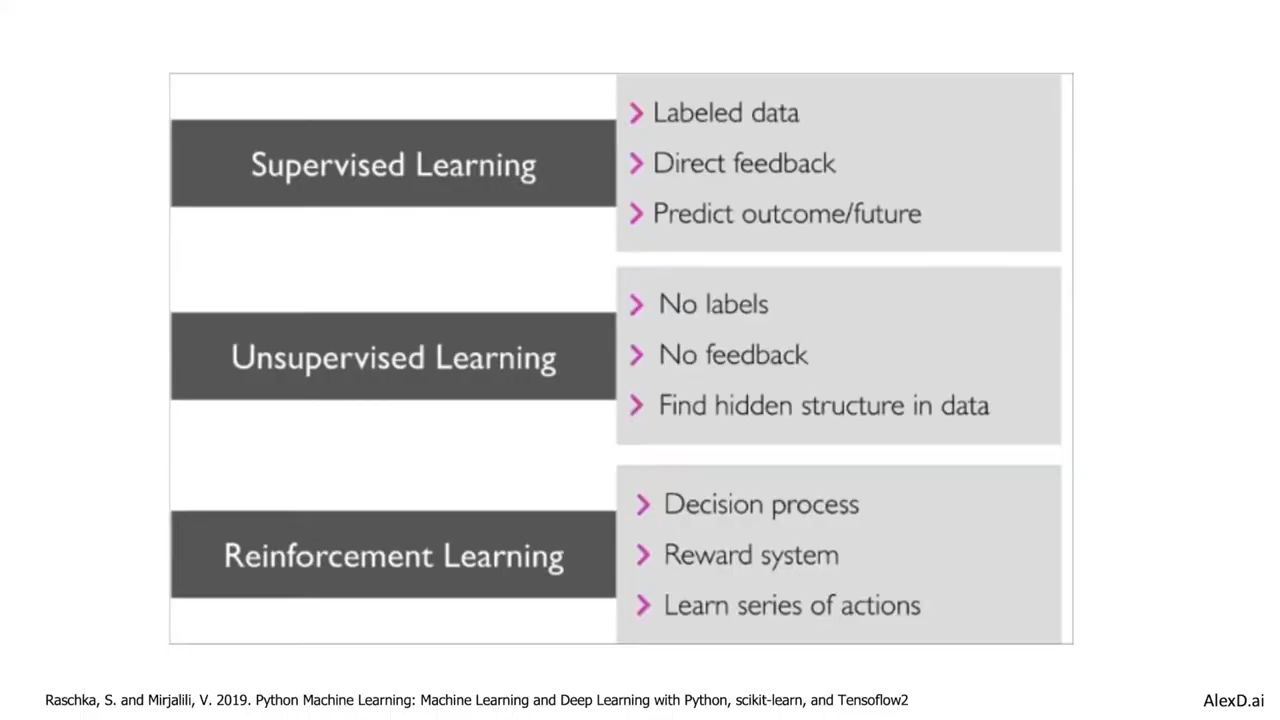 Supervised Learning
Labeled data
Direct feedback
Predict outcome/future
Unsupervised Learning
No labels
No feedback
Find hidden structure in data
Reinforcement Learning
Decision process
Reward system
Learn series of actions
Raschka, S. and Mirjalili, V. 2019. Python Machine Learning: Machine Learning and Deep Learning with Python, scikit-learn, and Tensoflow2
AlexD.ai